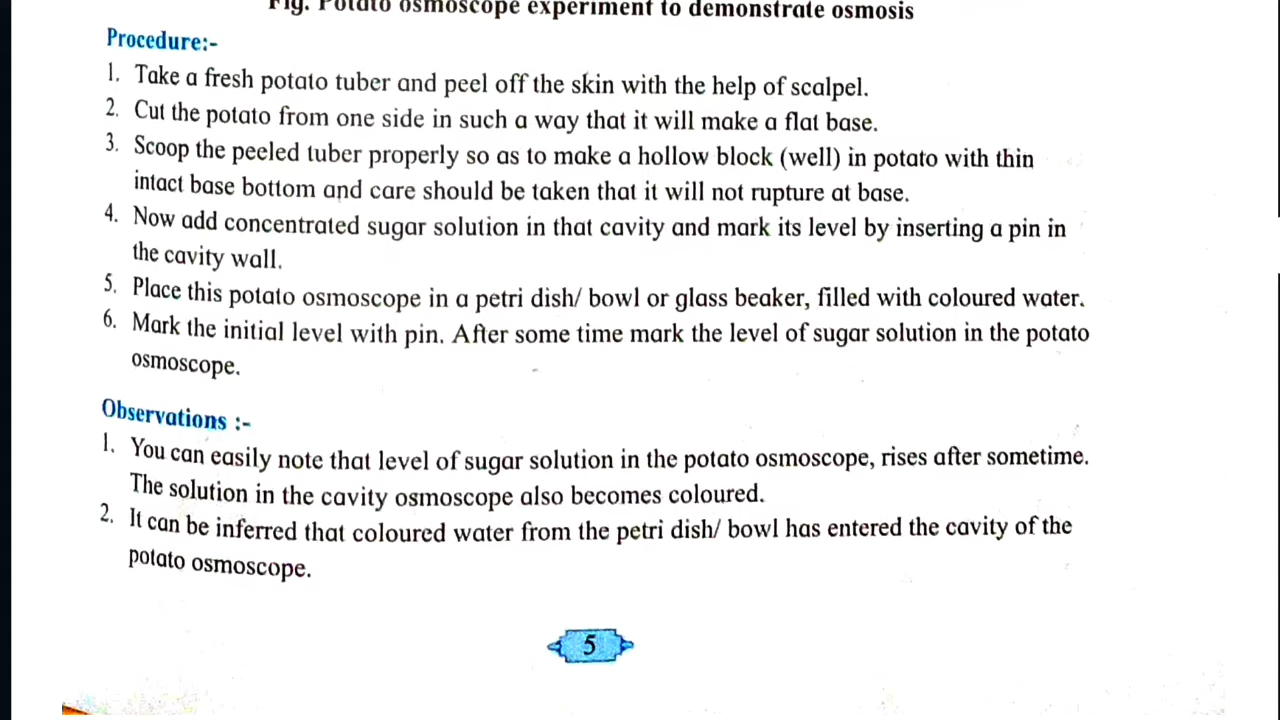 Fig. Potato osmoscope experiment to demonstrate osmosis
Procedure:-
1. Take a fresh potato tuber and peel off the skin with the help of scalpel.
2. Cut the potato from one side in such a way that it will make a flat base.
3. Scoop the peeled tuber properly so as to make a hollow block (well) in potato with thin
intact base bottom and care should be taken that it will not rupture at base.
4. Now add concentrated sugar solution in that cavity and mark its level by inserting a pin in
the cavity wall.
5. Place this potato osmoscope in a petri dish/ bowl or glass beaker, filled with coloured water.
6. Mark the initial level with pin. After some time mark the level of sugar solution in the potato
osmoscope.
Observations :-
1. You can easily note that level of sugar solution in the potato osmoscope, rises after sometime.
The solution in the cavity osmoscope also becomes coloured.
2. It can be inferred that coloured water from the petri dish/ bowl has entered the cavity of the
potato osmoscope.
5